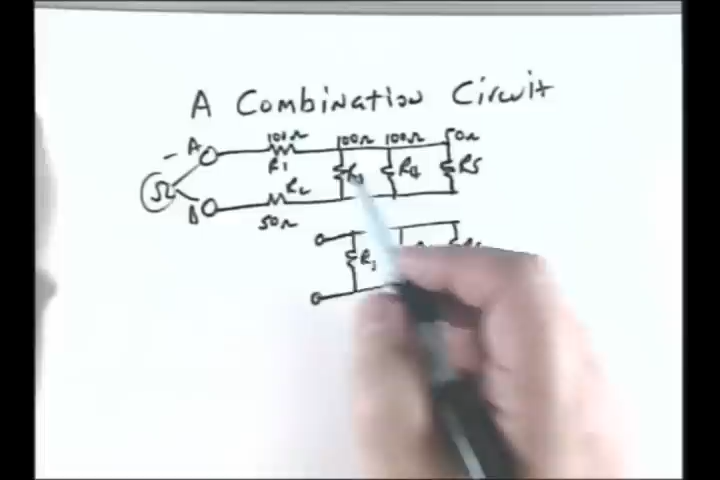 A Combination Circuit
A 100Ω 100Ω 100Ω 50Ω
R1 R3 R4 R5
Ω R2
50Ω
R3